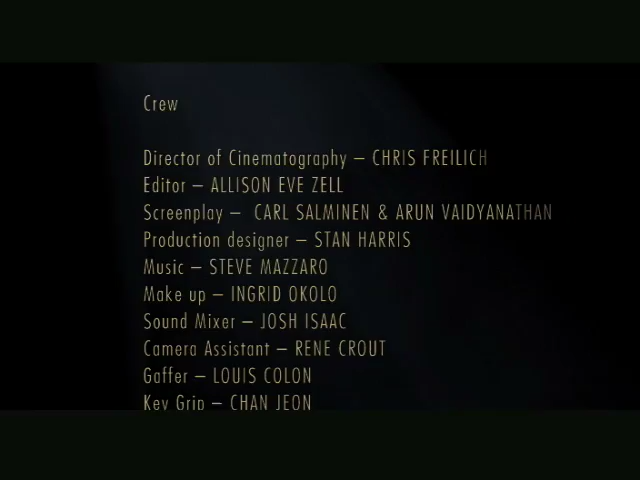 Crew
Director of Cinematography – CHRIS FREILICH
Editor – ALLISON EVE ZELL
Screenplay – CARL SALMINEN & ARUN VAIDYANATHAN
Production designer – STAN HARRIS
Music – STEVE MAZZARO
Make up – INGRID OKOLO
Sound Mixer – JOSH ISAAC
Camera Assistant – RENE CROUT
Gaffer – LOUIS COLON
Key Grip – CHAN JEON